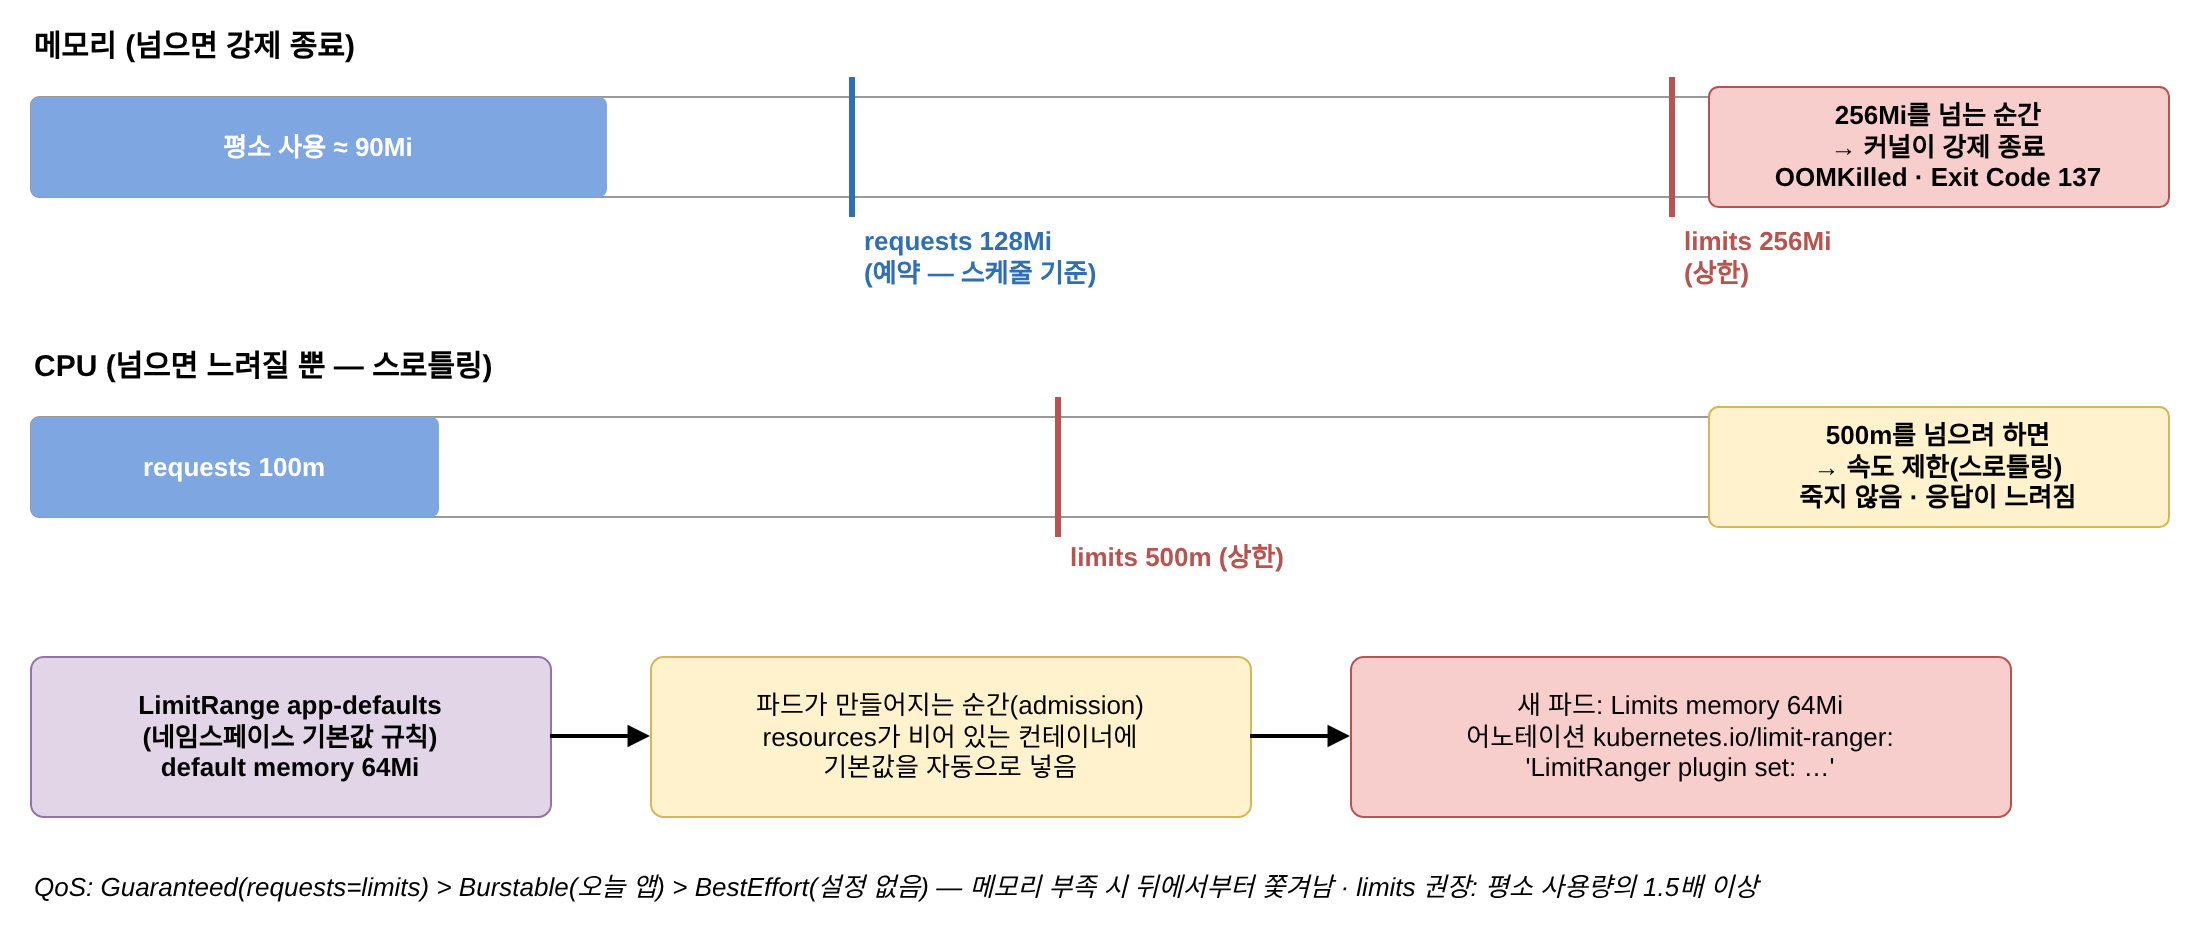 메모리 (넘으면 강제 종료)
평소 사용 ≈ 90Mi
256Mi를 넘는 순간
→ 커널이 강제 종료
OOMKilled · Exit Code 137
requests 128Mi
(예약 — 스케줄 기준)
limits 256Mi
(상한)
CPU (넘으면 느려질 뿐 — 스로틀링)
requests 100m
500m를 넘으려 하면
→ 속도 제한(스로틀링)
죽지 않음 · 응답이 느려짐
limits 500m (상한)
LimitRange app-defaults
(네임스페이스 기본값 규칙)
default memory 64Mi
파드가 만들어지는 순간(admission)
resources가 비어 있는 컨테이너에
기본값을 자동으로 넣음
새 파드: Limits memory 64Mi
어노테이션 kubernetes.io/limit-ranger:
'LimitRanger plugin set: …'
QoS: Guaranteed(requests=limits) > Burstable(오늘 앱) > BestEffort(설정 없음) — 메모리 부족 시 뒤에서부터 쫓겨남 · limits 권장: 평소 사용량의 1.5배 이상